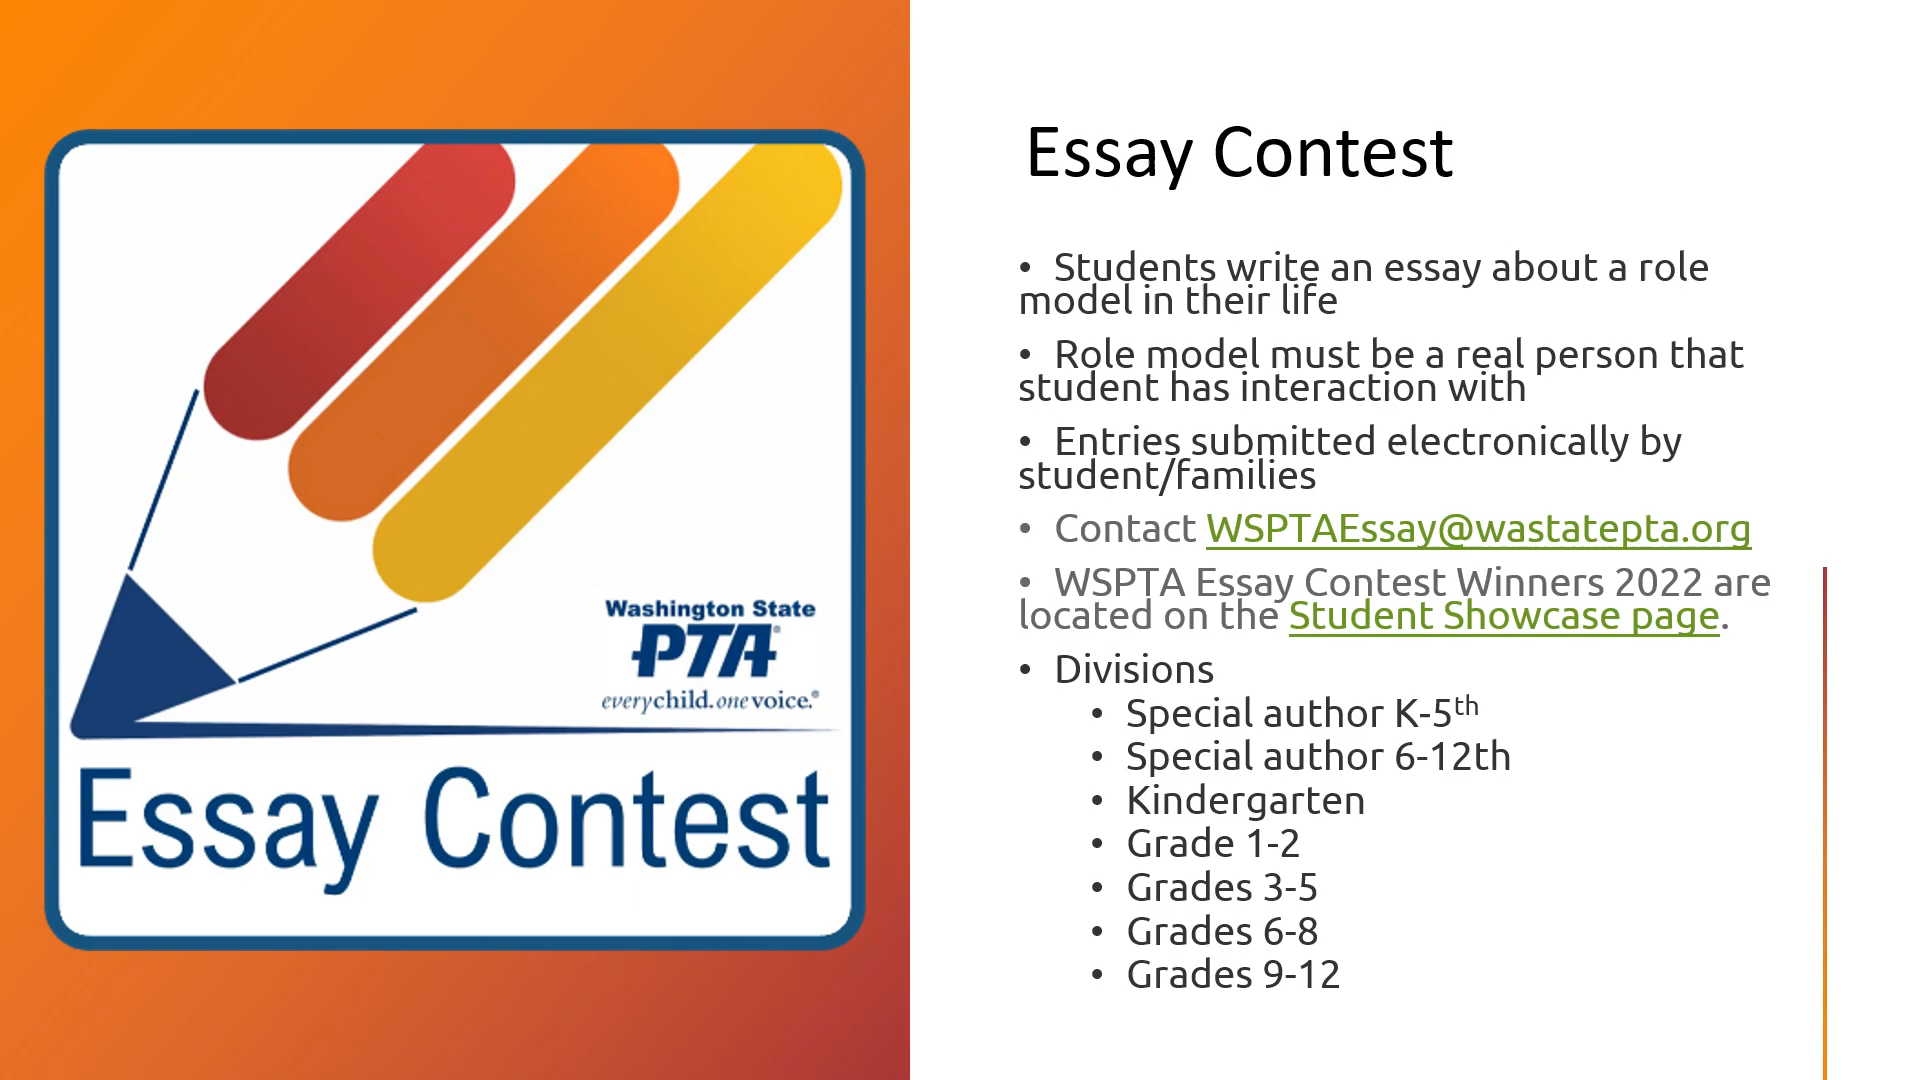 Washington State
PTA®
everychild.onevoice.®
Essay Contest
Essay Contest
• Students write an essay about a role
model in their life
• Role model must be a real person that
student has interaction with
• Entries submitted electronically by
student/families
• Contact WSPTAEssay@wastatepta.org
• WSPTA Essay Contest Winners 2022 are
located on the Student Showcase page.
• Divisions
• Special author K-5th
• Special author 6-12th
• Kindergarten
• Grade 1-2
• Grades 3-5
• Grades 6-8
• Grades 9-12